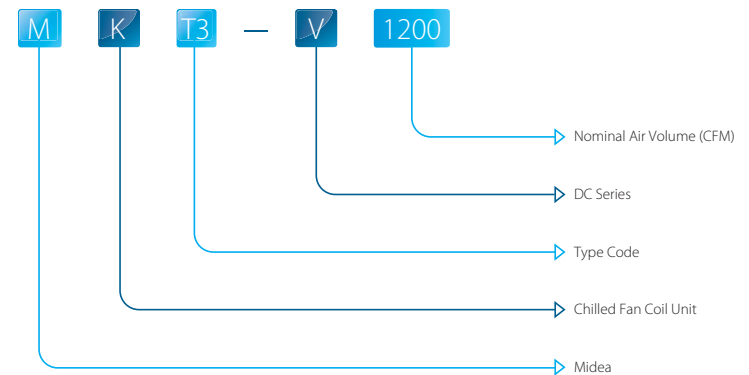 M K T3 — V 1200
Nominal Air Volume (CFM)
DC Series
Type Code
Chilled Fan Coil Unit
Midea